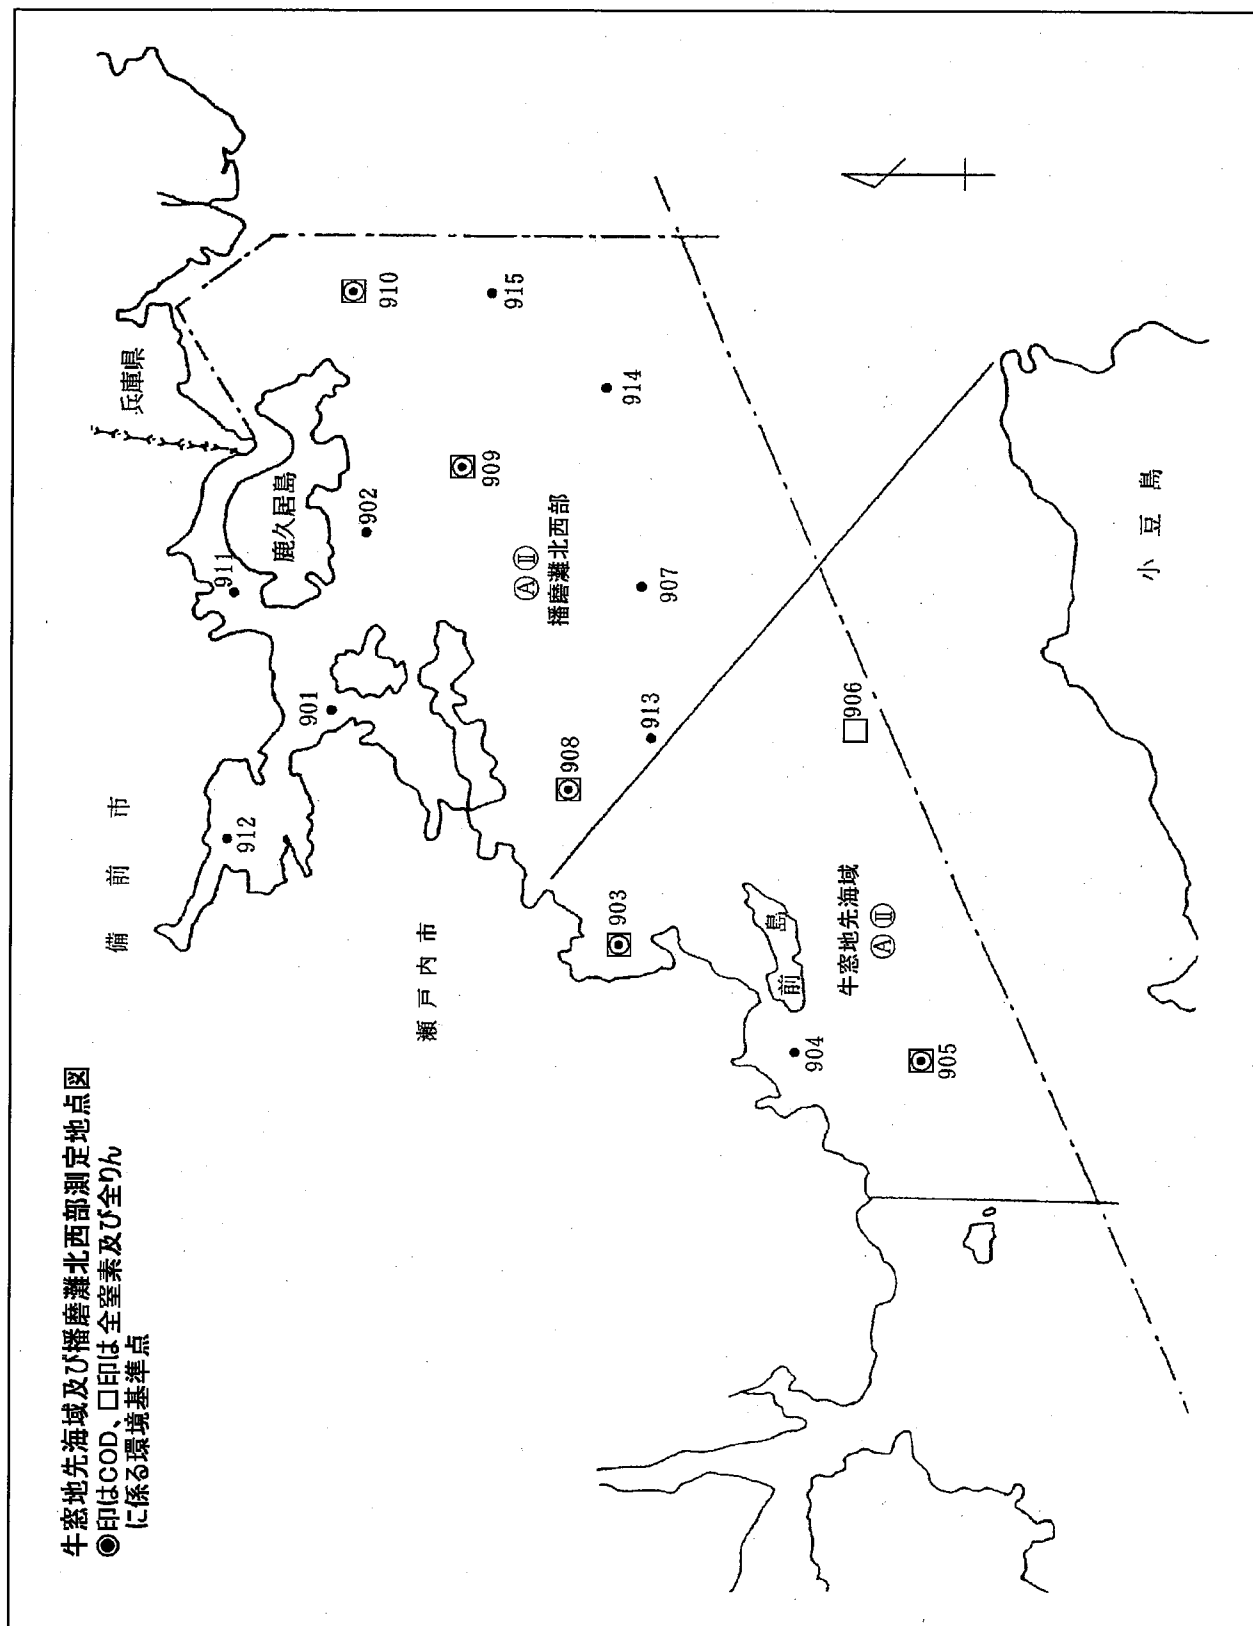 牛窓地先海域及び播磨灘北西部測定地点図
◉印はCOD、□印は全窒素及び全りん
に係る環境基準点
備前市
兵庫県
瀬戸内市
鹿久居島
911
912
901
902
910
915
909
914
Ⓐ Ⅱ
播磨灘北西部
907
908
913
903
906
前島
904
905
牛窓地先海域
Ⓐ Ⅱ
小豆島